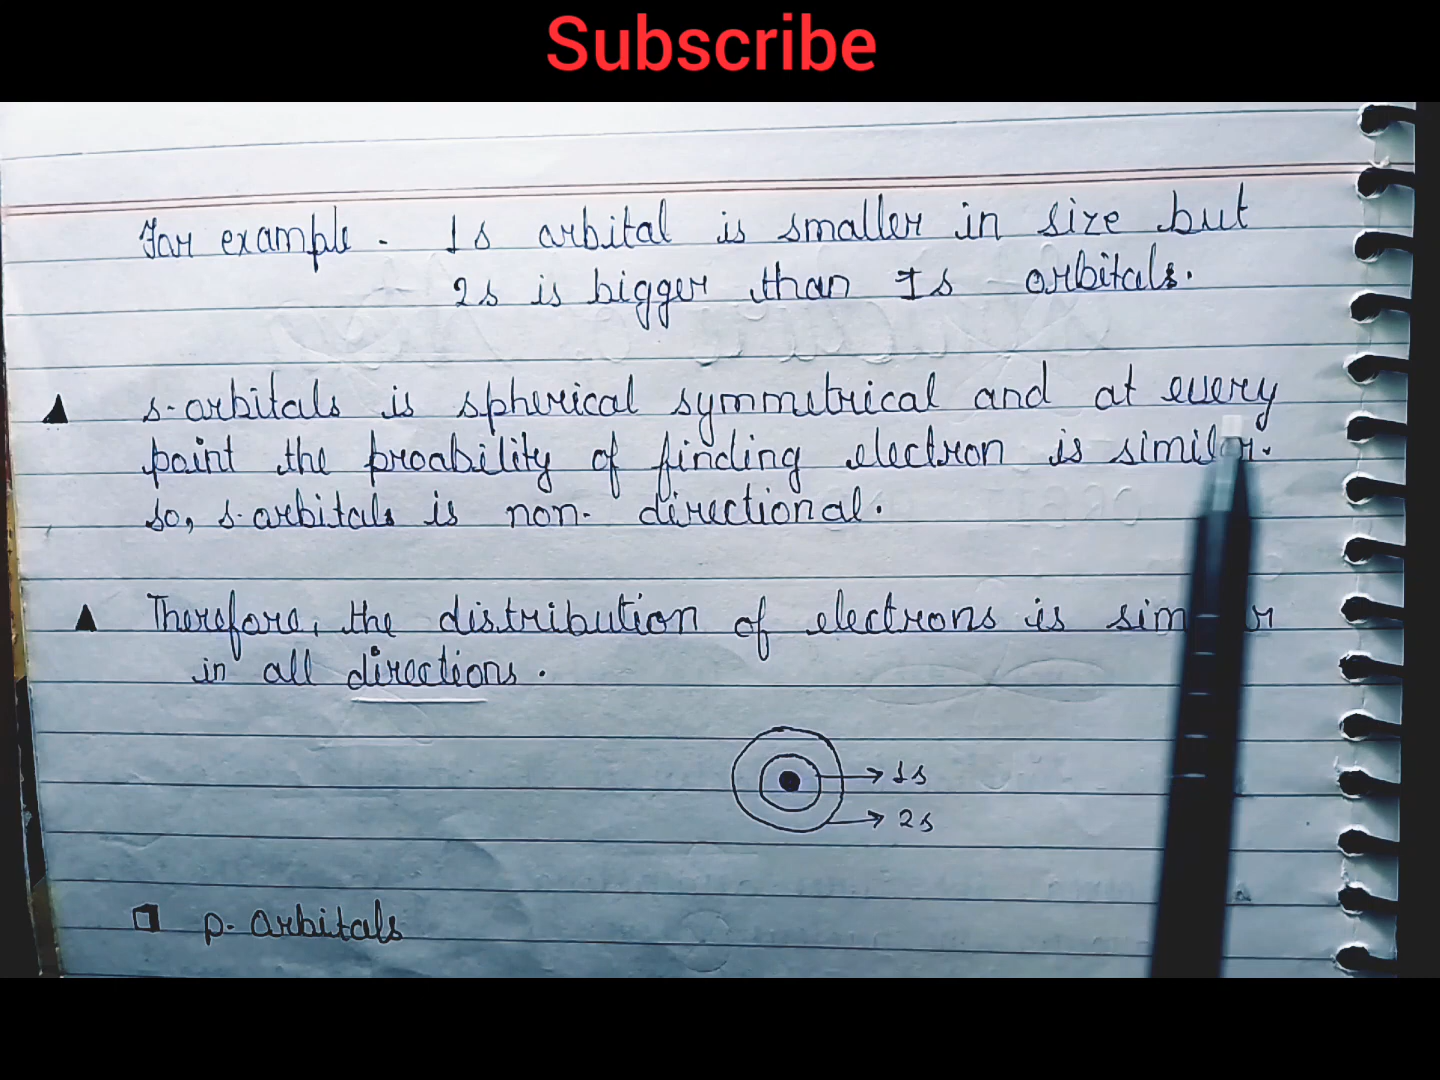 Subscribe
For example - 1s orbital is smaller in size but
2s is bigger than 1s orbitals.
s-orbitals is spherical symmetrical and at every
point the proability of finding electron is similar.
so, s-orbitals is non-directional.
Therefore, the distribution of electrons is similar
in all directions.
1s
2s
p-orbitals